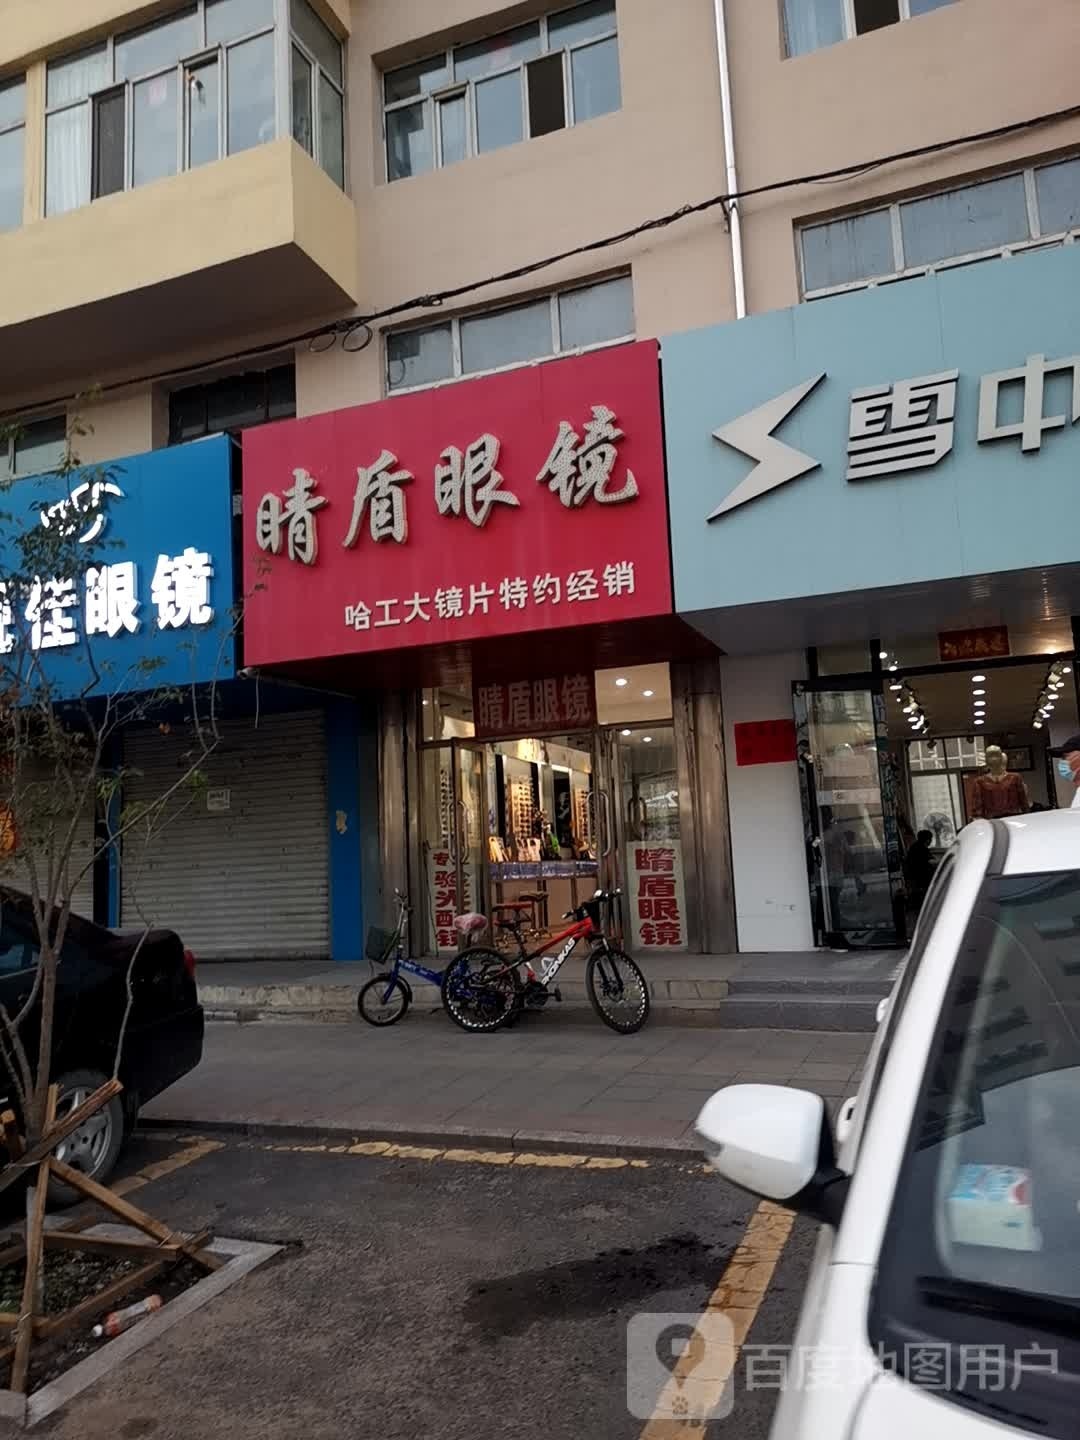 雪中
睛盾眼镜
哈工大镜片特约经销
佳眼镜
睛盾眼镜
睛盾眼镜
专
验光配镜
百度地图用户